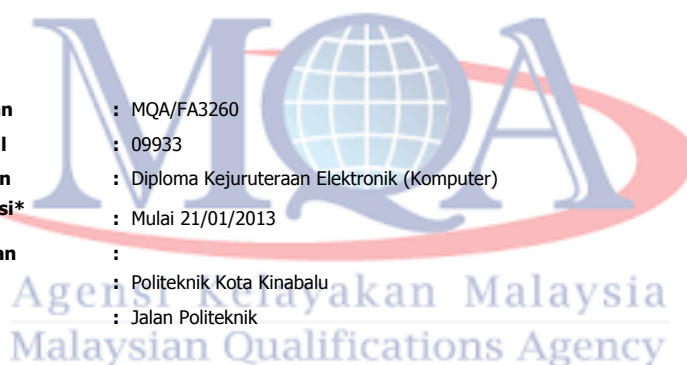 MQA
an : MQA/FA3260
l : 09933
n : Diploma Kejuruteraan Elektronik (Komputer)
si* : Mulai 21/01/2013
an :
: Politeknik Kota Kinabalu
: Jalan Politeknik
Agensi Kelayakan Malaysia
Malaysian Qualifications Agency